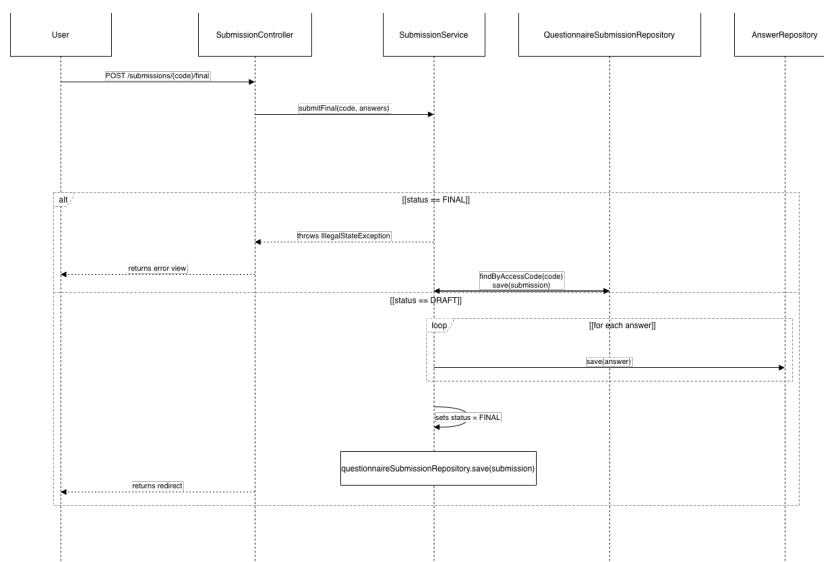 User
SubmissionController
SubmissionService
QuestionnaireSubmissionRepository
AnswerRepository
POST /submissions/{code}/final
submitFinal(code, answers)
alt
[[status == FINAL]]
throws IllegalStateException
returns error view
findByAccessCode(code)
save(submission)
[[status == DRAFT]]
loop
[[for each answer]]
save(answer)
sets status = FINAL
questionnaireSubmissionRepository.save(submission)
returns redirect